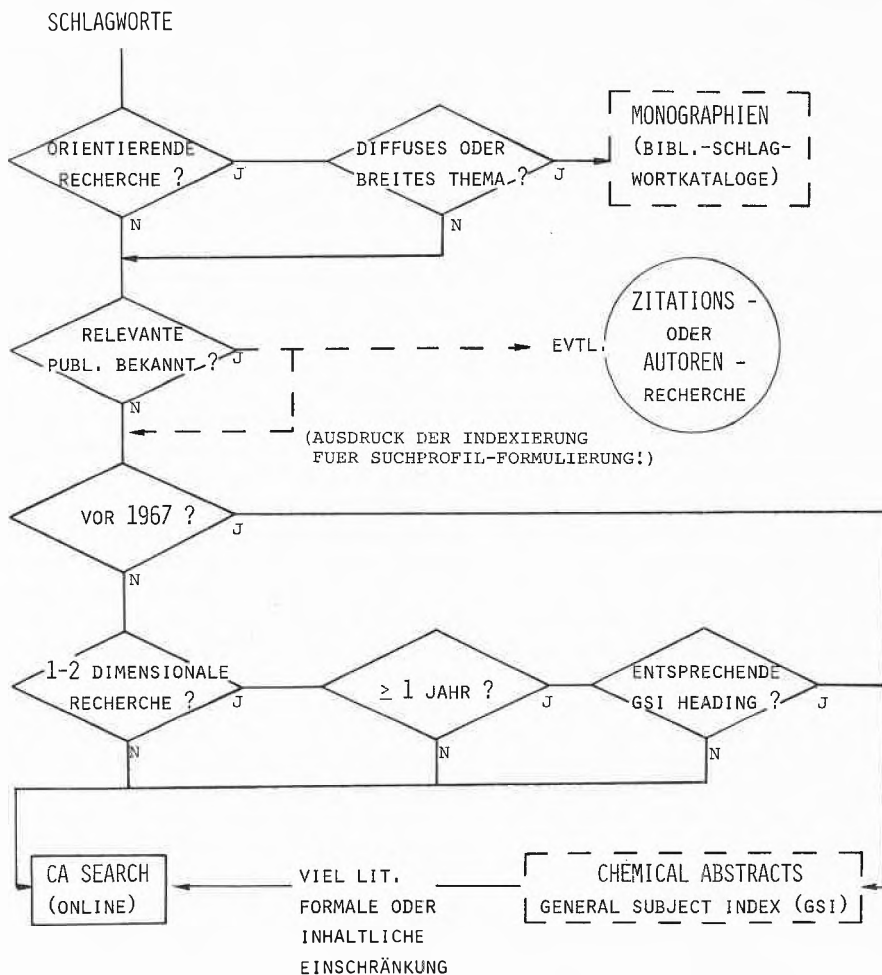 SCHLAGWORTE
ORIENTIERENDE
RECHERCHE ?
J
N
DIFFUSES ODER
BREITES THEMA ?
J
N
MONOGRAPHIEN
(BIBL.-SCHLAG-
WORTKATALOGE)
RELEVANTE
PUBL. BEKANNT ?
J
N
EVTL.
ZITATIONS -
ODER
AUTOREN -
RECHERCHE
(AUSDRUCK DER INDEXIERUNG
FUER SUCHPROFIL-FORMULIERUNG!)
VOR 1967 ?
J
N
1-2 DIMENSIONALE
RECHERCHE ?
J
N
≥ 1 JAHR ?
J
N
ENTSPRECHENDE
GSI HEADING ?
J
N
CA SEARCH
(ONLINE)
VIEL LIT.
FORMALE ODER
INHALTLICHE
EINSCHRÄNKUNG
CHEMICAL ABSTRACTS
GENERAL SUBJECT INDEX (GSI)